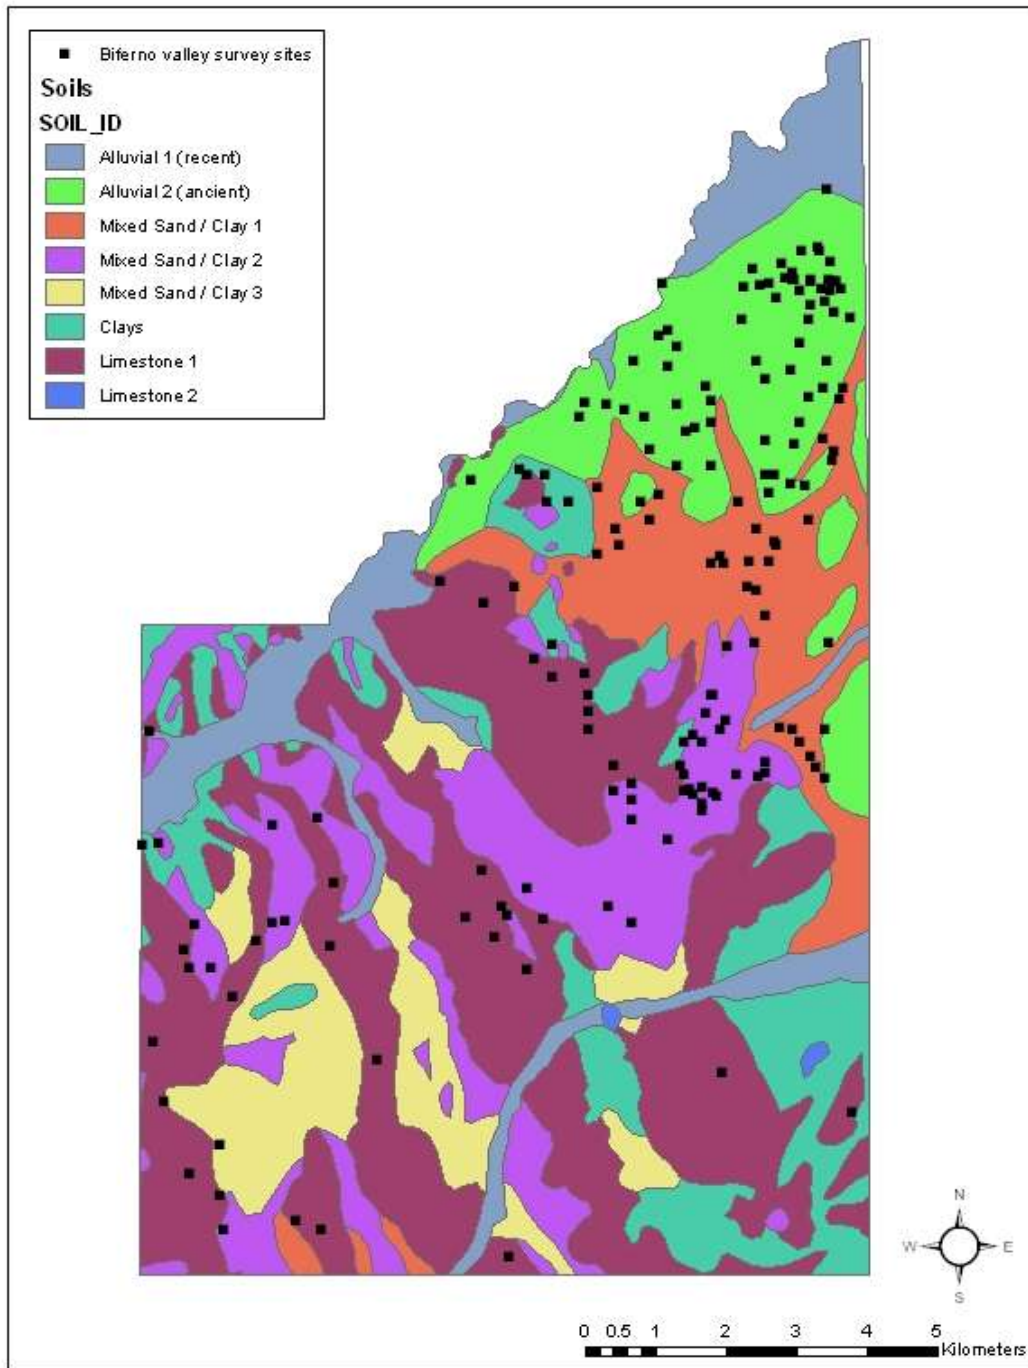 Biferno valley survey sites
Soils
SOIL_ID
Alluvial 1 (recent)
Alluvial 2 (ancient)
Mixed Sand / Clay 1
Mixed Sand / Clay 2
Mixed Sand / Clay 3
Clays
Limestone 1
Limestone 2
N
W E
S
0 0.5 1 2 3 4 5
Kilometers